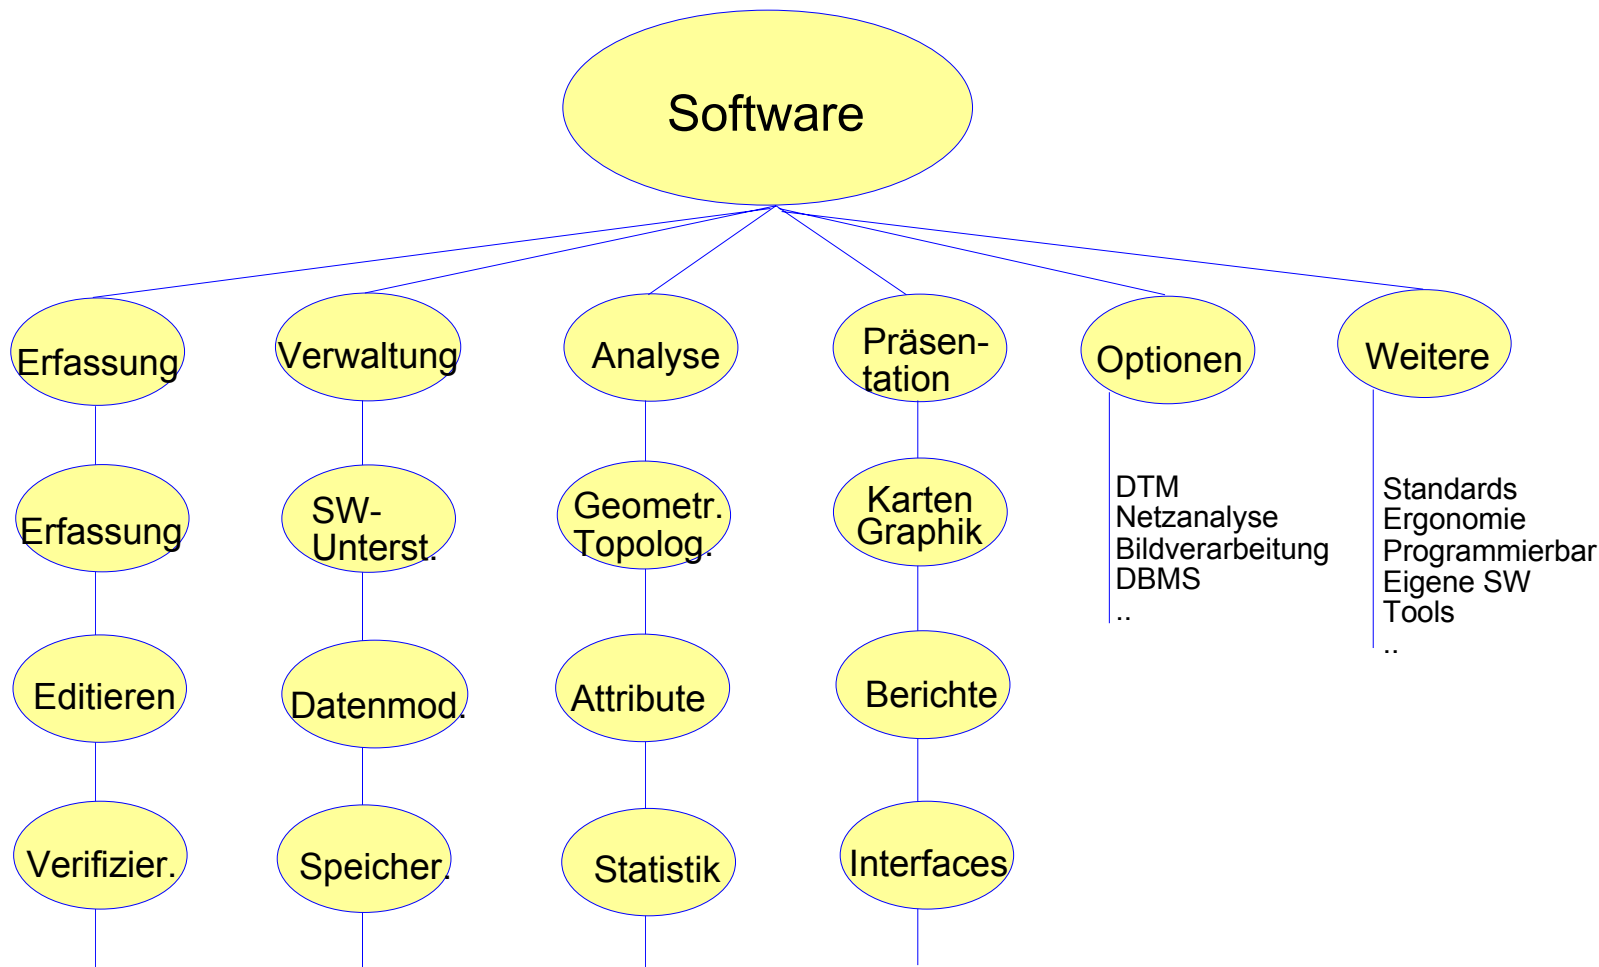 Software
Erfassung
Verwaltung
Analyse
Präsen-
tation
Optionen
Weitere
Erfassung
SW-
Unterst.
Geometr.
Topolog.
Karten
Graphik
DTM
Netzanalyse
Bildverarbeitung
DBMS
..
Standards
Ergonomie
Programmierbar
Eigene SW
Tools
..
Editieren
Datenmod.
Attribute
Berichte
Verifizier.
Speicher.
Statistik
Interfaces